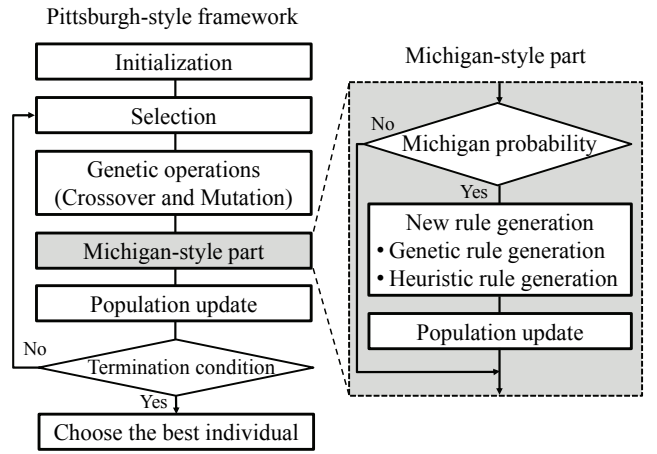 Pittsburgh-style framework
Initialization
Selection
Genetic operations
(Crossover and Mutation)
Michigan-style part
Population update
No
Termination condition
Yes
Choose the best individual
Michigan-style part
No
Michigan probability
Yes
New rule generation
• Genetic rule generation
• Heuristic rule generation
Population update